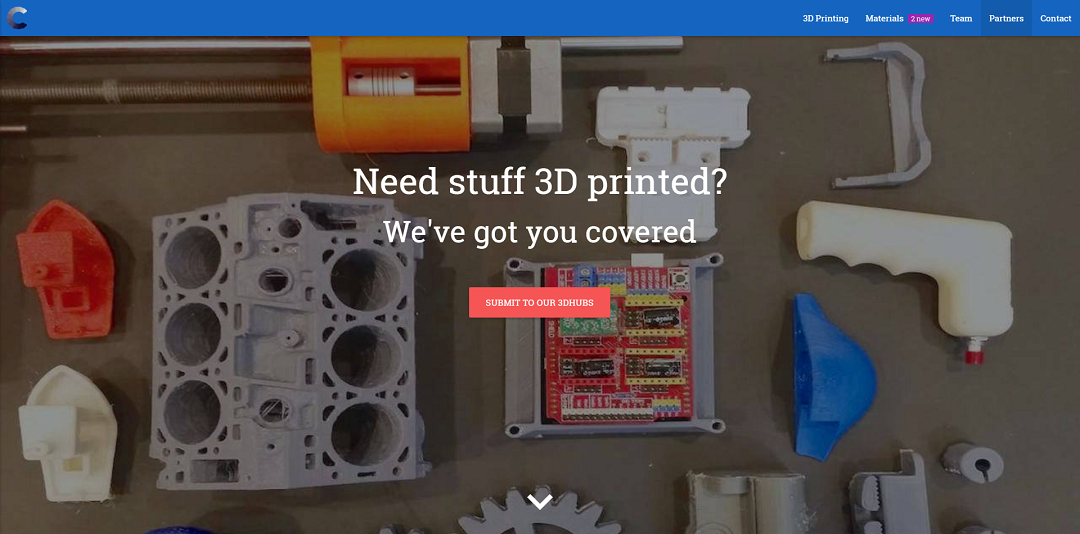 3D Printing
Materials 2 new
Team
Partners
Contact
Need stuff 3D printed?
We've got you covered
SUBMIT TO OUR 3DHUBS